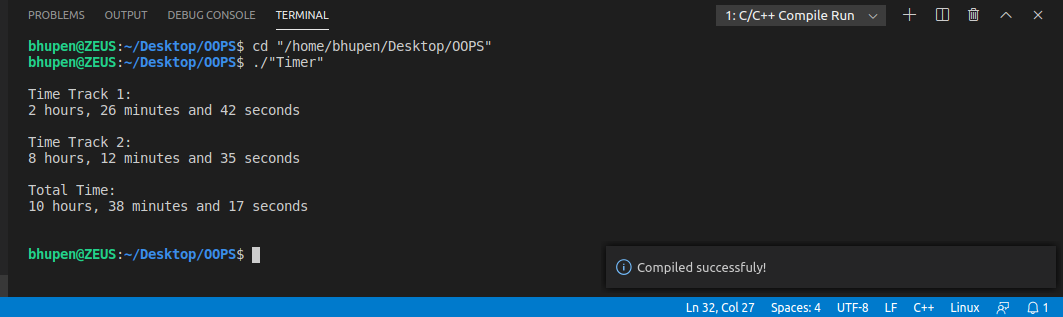 PROBLEMS OUTPUT DEBUG CONSOLE TERMINAL 1: C/C++ Compile Run
bhupen@ZEUS:~/Desktop/OOPS$ cd "/home/bhupen/Desktop/OOPS"
bhupen@ZEUS:~/Desktop/OOPS$ ./"Timer"
Time Track 1:
2 hours, 26 minutes and 42 seconds
Time Track 2:
8 hours, 12 minutes and 35 seconds
Total Time:
10 hours, 38 minutes and 17 seconds
bhupen@ZEUS:~/Desktop/OOPS$
Compiled successfuly!
Ln 32, Col 27 Spaces: 4 UTF-8 LF C++ Linux 1